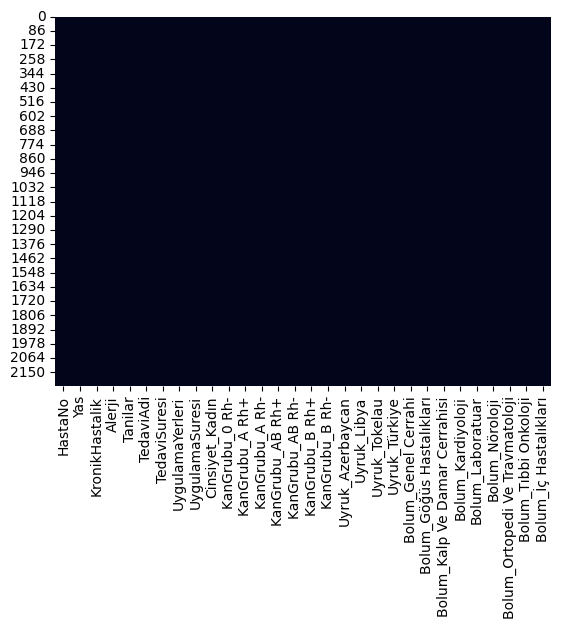 0
86
172
258
344
430
516
602
688
774
860
946
1032
1118
1204
1290
1376
1462
1548
1634
1720
1806
1892
1978
2064
2150
HastaNo
Yas
KronikHastalik
Alerji
Tanilar
TedaviAdi
TedaviSuresi
UygulamaYerleri
UygulamaSuresi
Cinsiyet_Kadın
KanGrubu_0 Rh-
KanGrubu_A Rh+
KanGrubu_A Rh-
KanGrubu_AB Rh+
KanGrubu_AB Rh-
KanGrubu_B Rh+
KanGrubu_B Rh-
Uyruk_Azerbaycan
Uyruk_Libya
Uyruk_Tokelau
Uyruk_Türkiye
Bolum_Genel Cerrahi
Bolum_Göğüs Hastalıkları
Bolum_Kalp Ve Damar Cerrahisi
Bolum_Kardiyoloji
Bolum_Laboratuar
Bolum_Nöroloji
Bolum_Ortopedi Ve Travmatoloji
Bolum_Tıbbi Onkoloji
Bolum_İç Hastalıkları